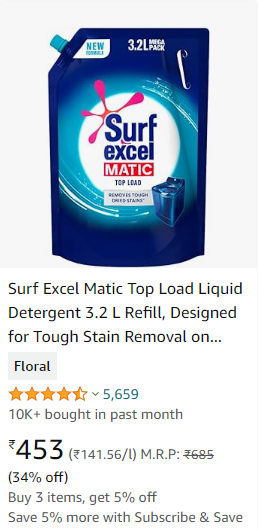 NEW
FORMULA
3.2L MEGA PACK
Surf
excel
MATIC
TOP LOAD
REMOVES TOUGH
DRIED STAINS*
Surf Excel Matic Top Load Liquid
Detergent 3.2 L Refill, Designed
for Tough Stain Removal on...
Floral
5,659
10K+ bought in past month
₹453 (₹141.56/l) M.R.P: ₹685
(34% off)
Buy 3 items, get 5% off
Save 5% more with Subscribe & Save